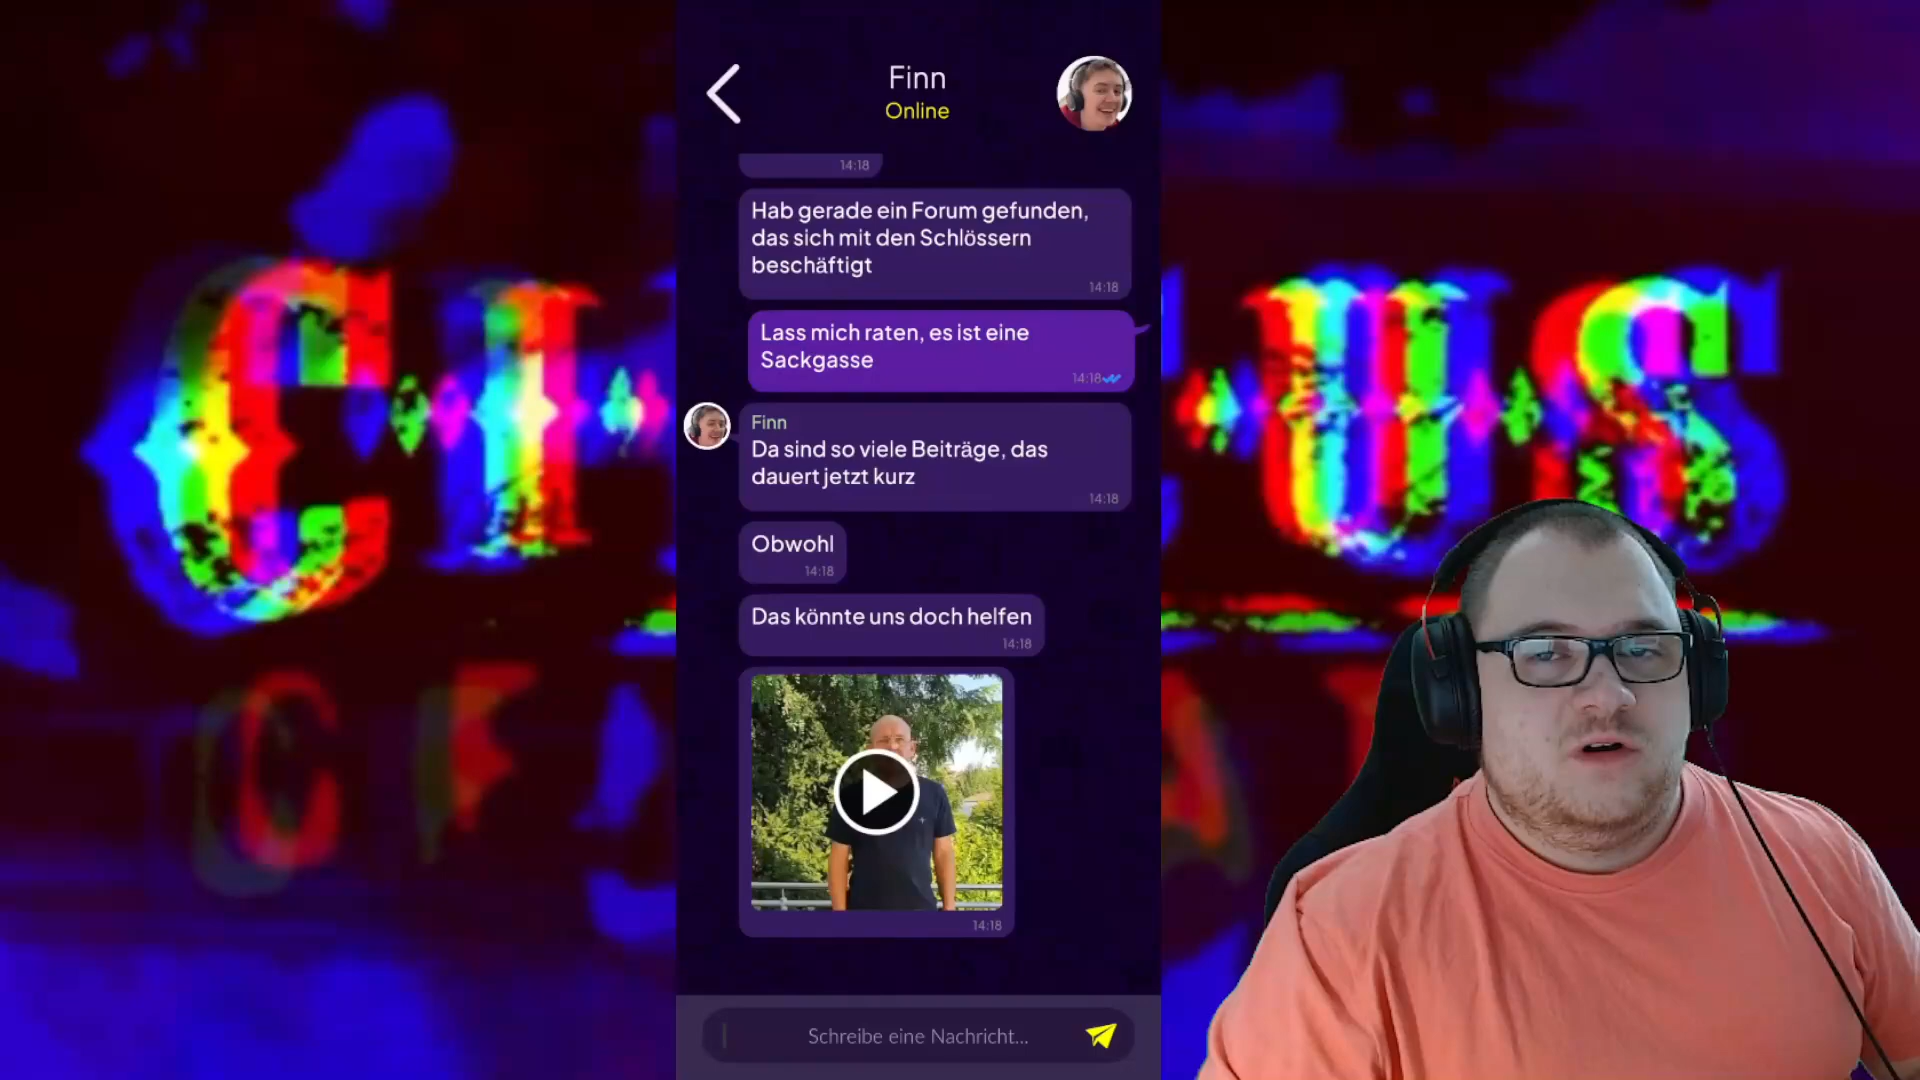 Finn
Online
14:18
Hab gerade ein Forum gefunden,
das sich mit den Schlössern
beschäftigt
14:18
Lass mich raten, es ist eine
Sackgasse
14:18
Finn
Da sind so viele Beiträge, das
dauert jetzt kurz
14:18
Obwohl
14:18
Das könnte uns doch helfen
14:18
14:18
Schreibe eine Nachricht...